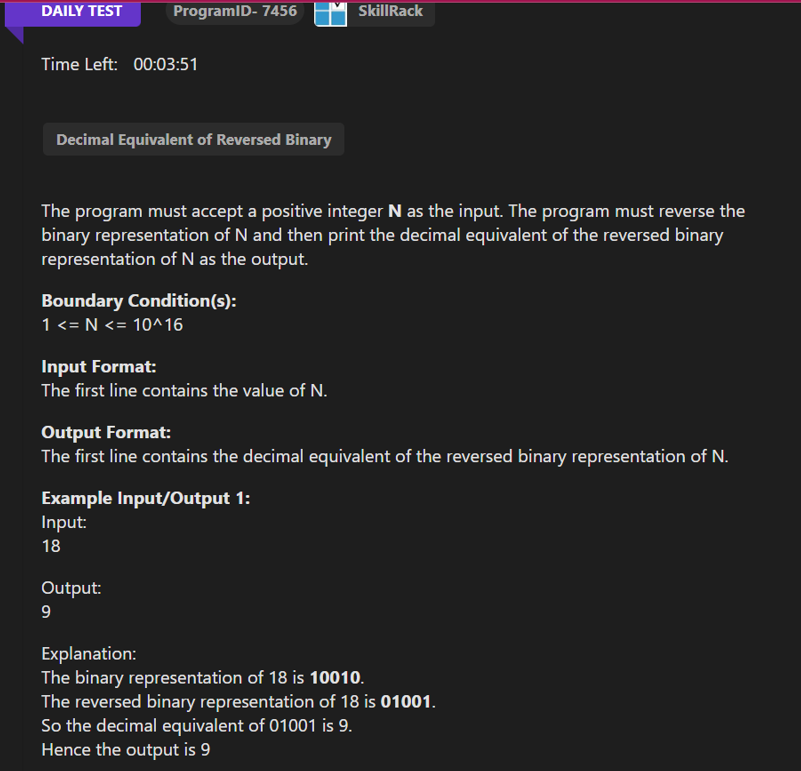 DAILY TEST ProgramID- 7456 SkillRack
Time Left: 00:03:51
Decimal Equivalent of Reversed Binary
The program must accept a positive integer N as the input. The program must reverse the
binary representation of N and then print the decimal equivalent of the reversed binary
representation of N as the output.
Boundary Condition(s):
1 <= N <= 10^16
Input Format:
The first line contains the value of N.
Output Format:
The first line contains the decimal equivalent of the reversed binary representation of N.
Example Input/Output 1:
Input:
18
Output:
9
Explanation:
The binary representation of 18 is 10010.
The reversed binary representation of 18 is 01001.
So the decimal equivalent of 01001 is 9.
Hence the output is 9